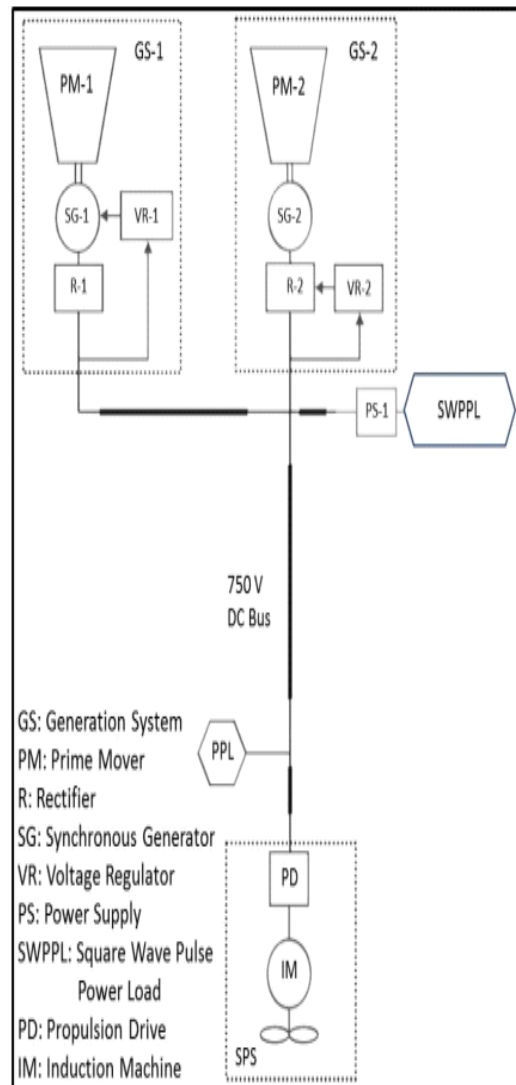 GS-1
GS-2
PM-1
PM-2
SG-1
VR-1
SG-2
R-1
R-2
VR-2
PS-1
SWPPL
750 V
DC Bus
PPL
GS: Generation System
PM: Prime Mover
R: Rectifier
SG: Synchronous Generator
VR: Voltage Regulator
PS: Power Supply
SWPPL: Square Wave Pulse
Power Load
PD: Propulsion Drive
IM: Induction Machine
PD
IM
SPS